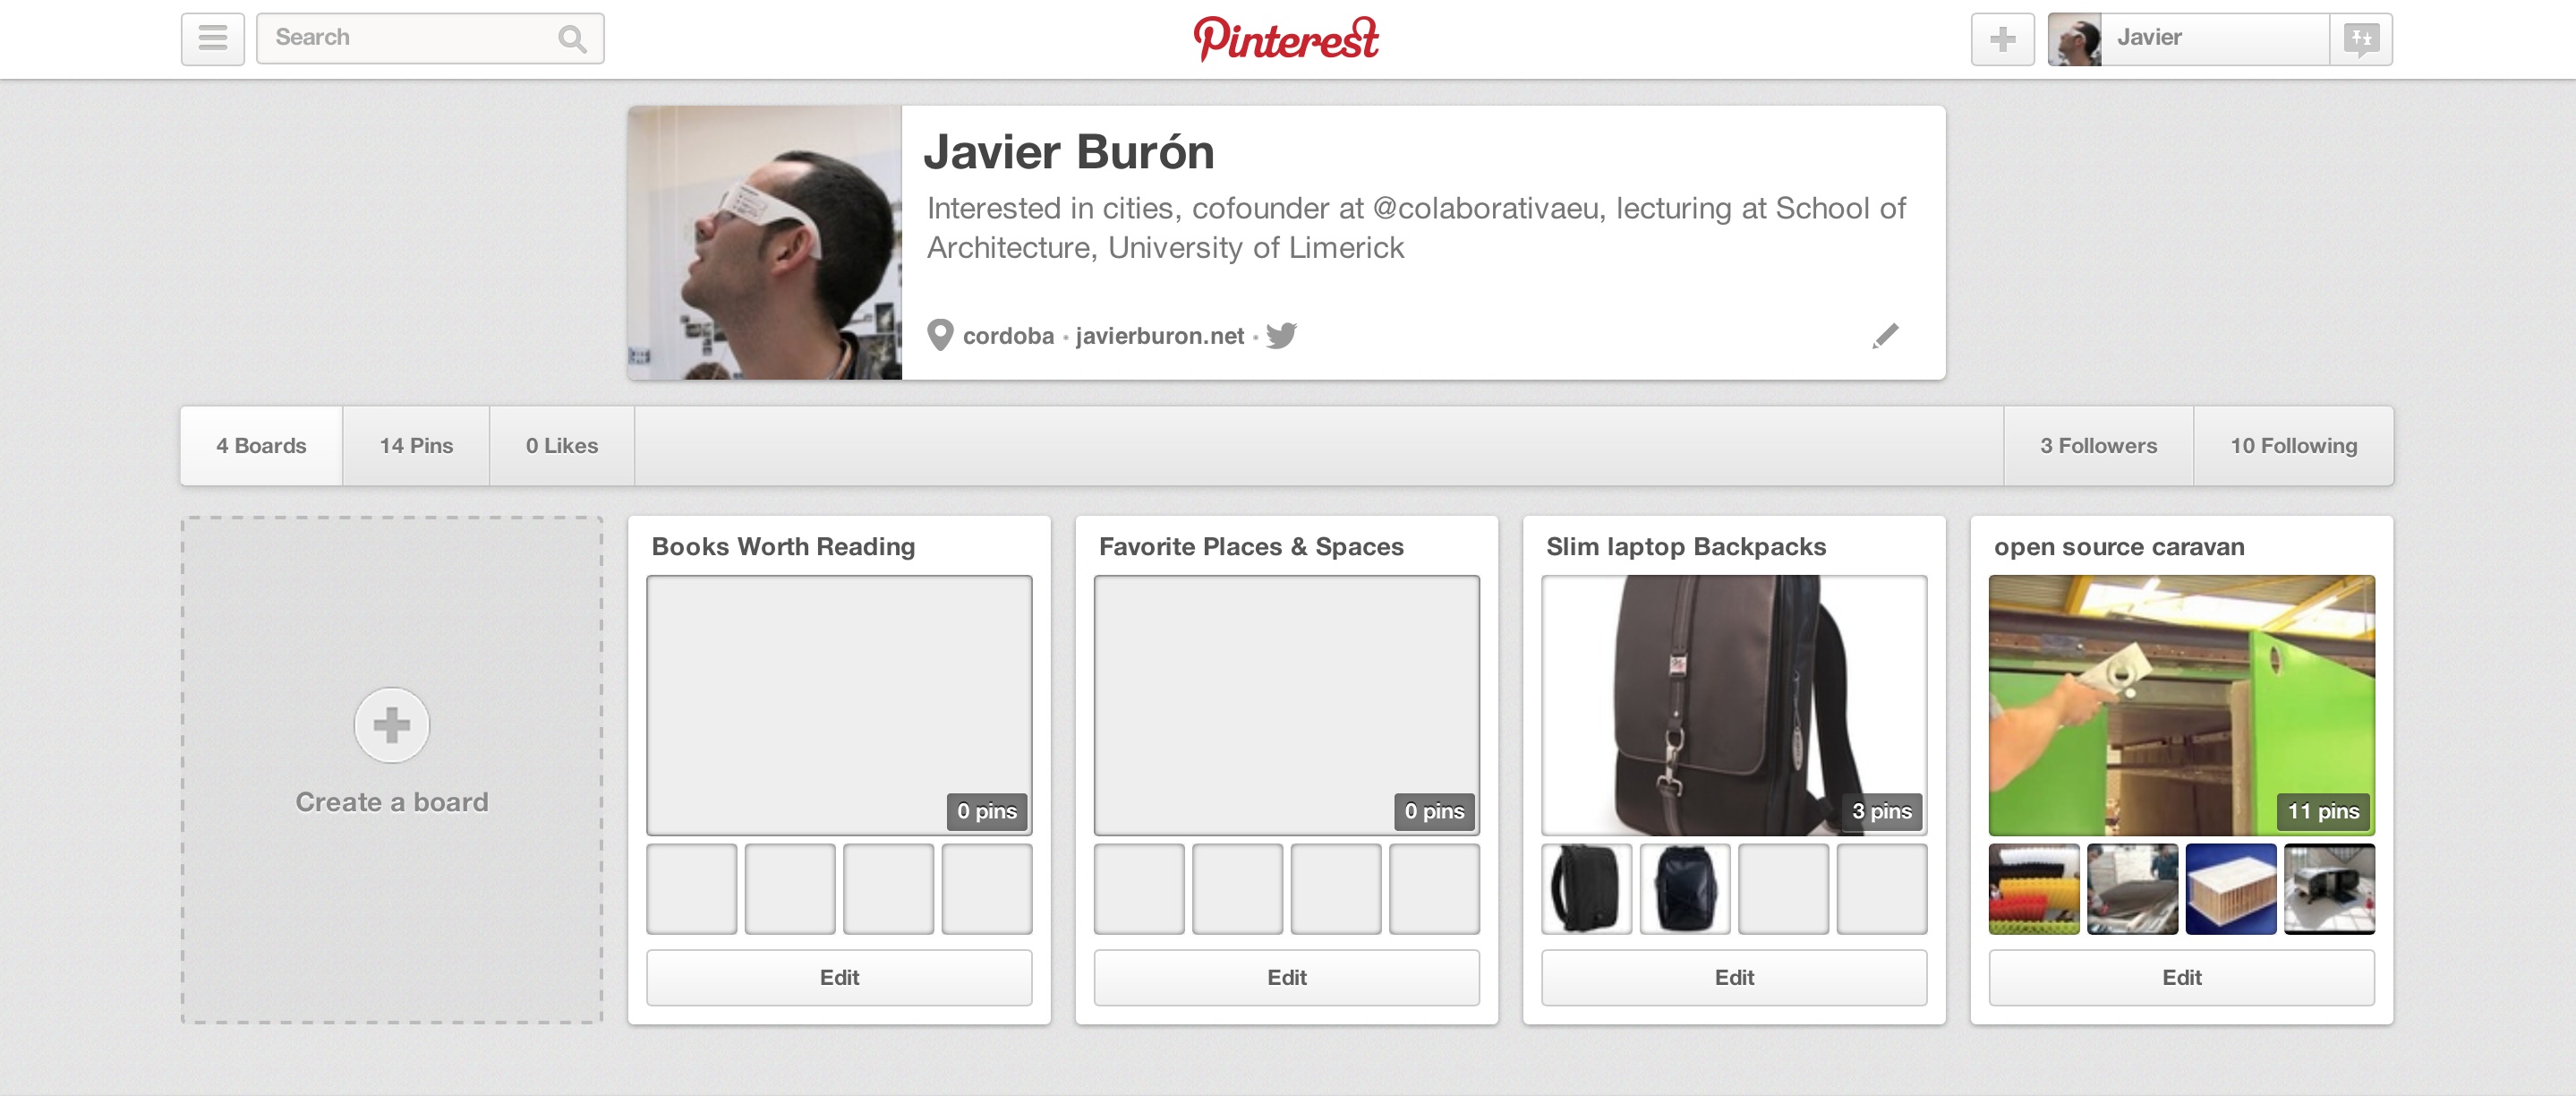 Search
Pinterest
Javier
Javier Burón
Interested in cities, cofounder at @colaborativaeu, lecturing at School of
Architecture, University of Limerick
cordoba · javierburon.net ·
4 Boards
14 Pins
0 Likes
3 Followers
10 Following
Create a board
Books Worth Reading
0 pins
Edit
Favorite Places & Spaces
0 pins
Edit
Slim laptop Backpacks
3 pins
Edit
open source caravan
11 pins
Edit